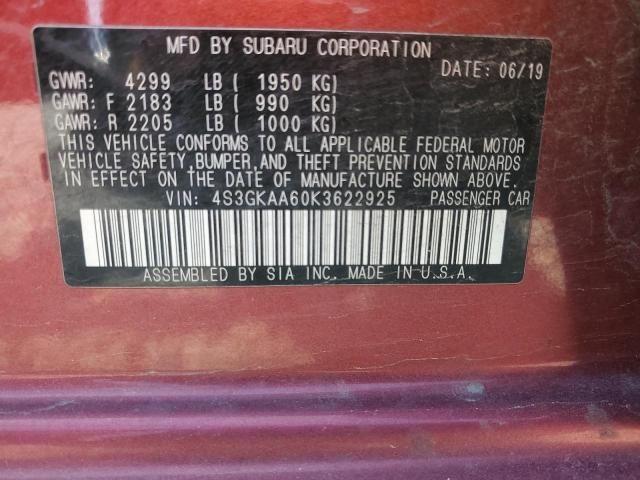 MFD BY SUBARU CORPORATION
DATE: 06/19
GVWR: 4299 LB ( 1950 KG)
GAWR: F 2183 LB ( 990 KG)
GAWR: R 2205 LB ( 1000 KG)
THIS VEHICLE CONFORMS TO ALL APPLICABLE FEDERAL MOTOR
VEHICLE SAFETY, BUMPER, AND THEFT PREVENTION STANDARDS
IN EFFECT ON THE DATE OF MANUFACTURE SHOWN ABOVE.
VIN: 4S3GKAA60K3622925 PASSENGER CAR
ASSEMBLED BY SIA INC. MADE IN U.S.A.